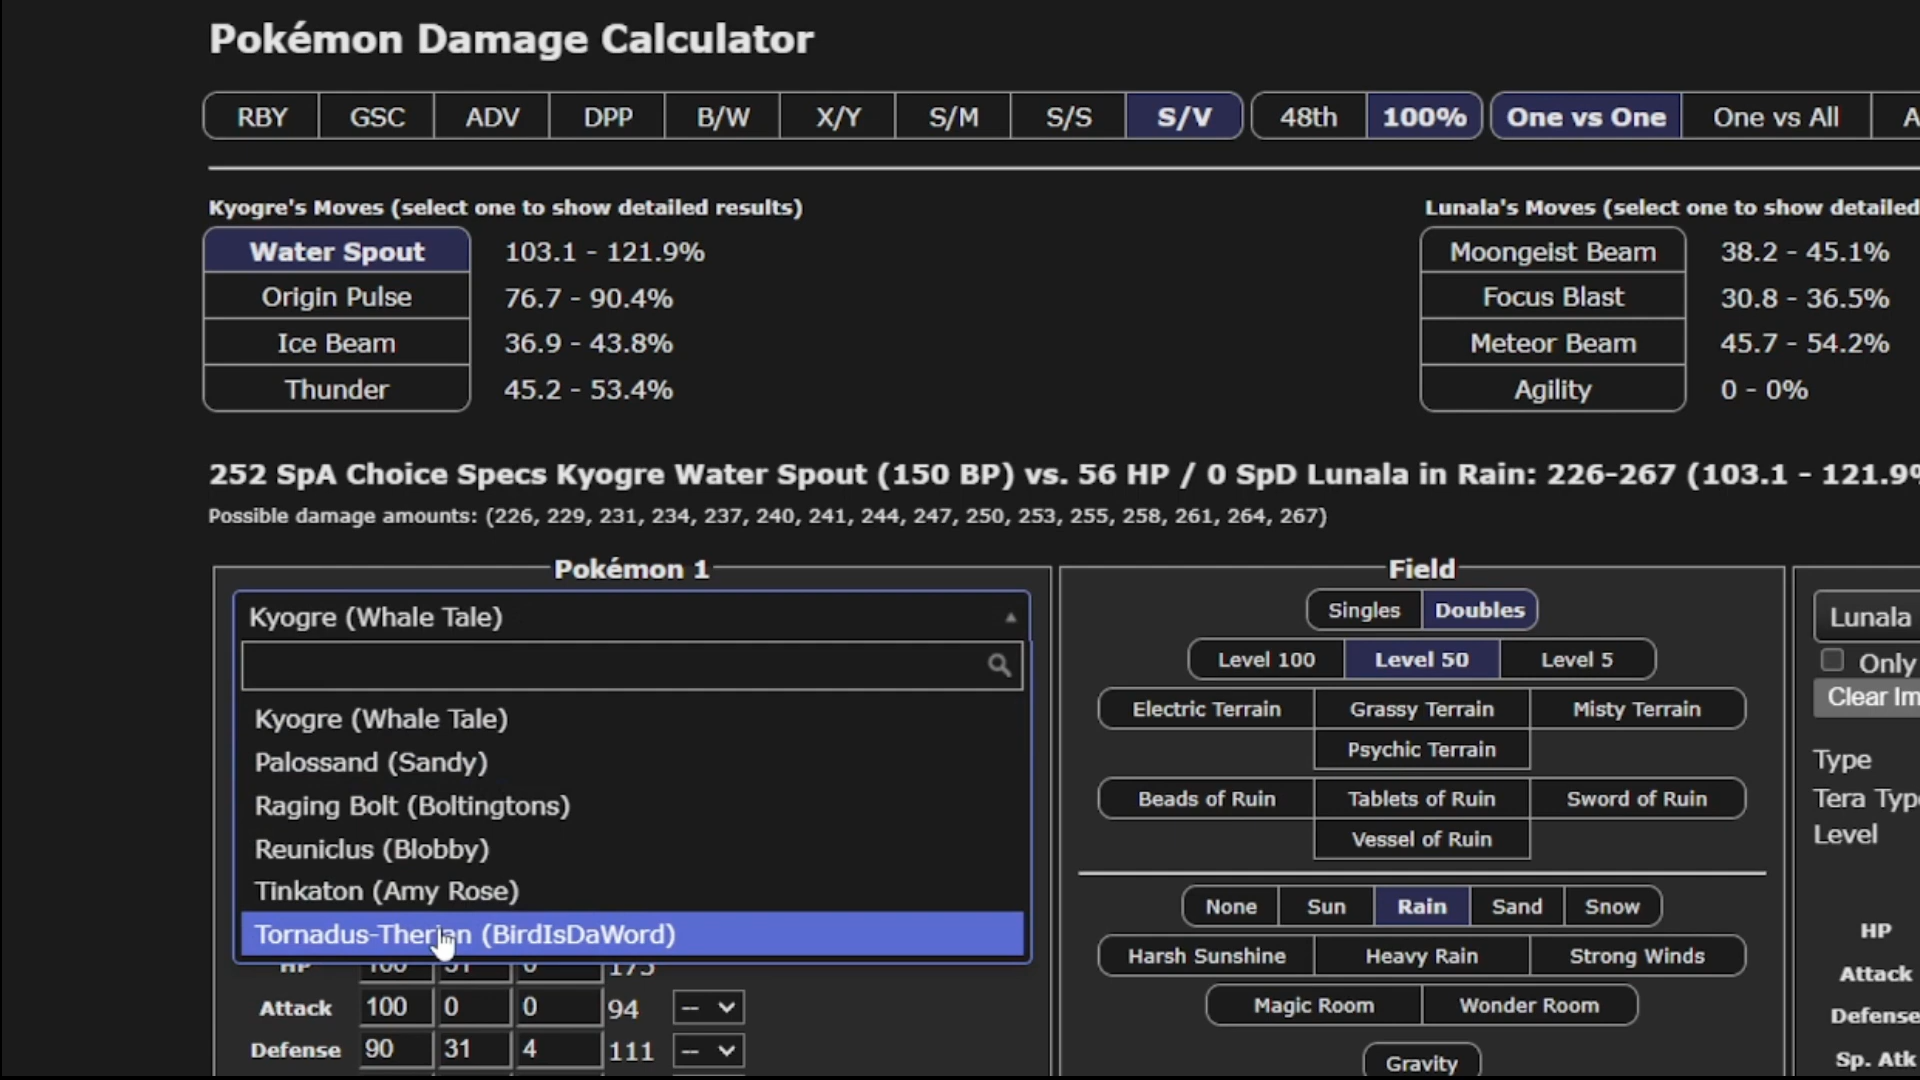 Pokémon Damage Calculator
RBY GSC ADV DPP B/W X/Y S/M S/S S/V 48th 100% One vs One One vs All A
Kyogre's Moves (select one to show detailed results) Lunala's Moves (select one to show detailed
Water Spout 103.1 - 121.9% Moongeist Beam 38.2 - 45.1%
Origin Pulse 76.7 - 90.4% Focus Blast 30.8 - 36.5%
Ice Beam 36.9 - 43.8% Meteor Beam 45.7 - 54.2%
Thunder 45.2 - 53.4% Agility 0 - 0%
252 SpA Choice Specs Kyogre Water Spout (150 BP) vs. 56 HP / 0 SpD Lunala in Rain: 226-267 (103.1 - 121.9%
Possible damage amounts: (226, 229, 231, 234, 237, 240, 241, 244, 247, 250, 253, 255, 258, 261, 264, 267)
Pokémon 1
Kyogre (Whale Tale)
Kyogre (Whale Tale)
Palossand (Sandy)
Raging Bolt (Boltingtons)
Reuniclus (Blobby)
Tinkaton (Amy Rose)
Tornadus-Therian (BirdIsDaWord)
HP 100 31 0 175
Attack 100 0 0 94 --
Defense 90 31 4 111 --
Field
Singles Doubles
Level 100 Level 50 Level 5
Electric Terrain Grassy Terrain Misty Terrain
Psychic Terrain
Beads of Ruin Tablets of Ruin Sword of Ruin
Vessel of Ruin
None Sun Rain Sand Snow
Harsh Sunshine Heavy Rain Strong Winds
Magic Room Wonder Room
Gravity
Lunala
Only
Clear Im
Type
Tera Type
Level
HP
Attack
Defense
Sp. Atk